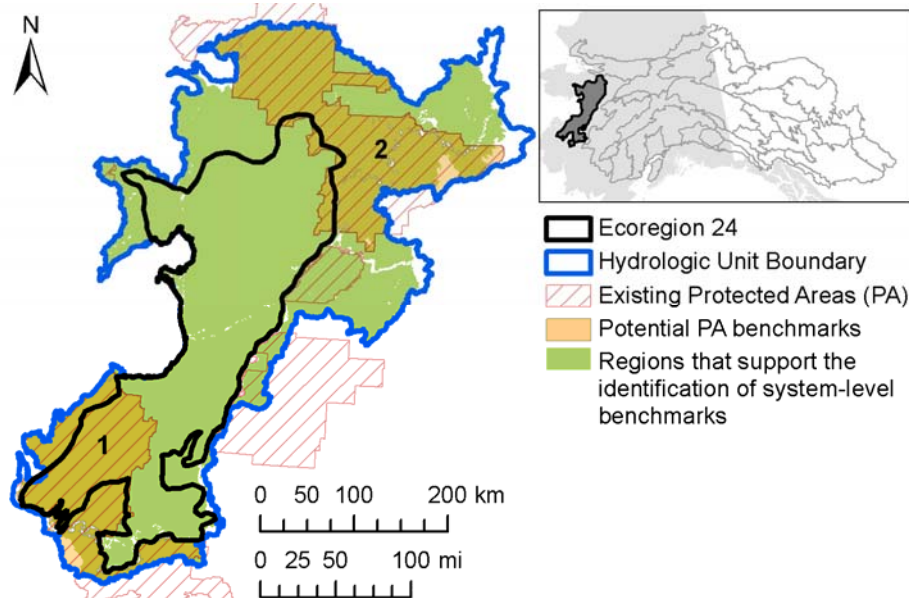 N
2
1
Ecoregion 24
Hydrologic Unit Boundary
Existing Protected Areas (PA)
Potential PA benchmarks
Regions that support the
identification of system-level
benchmarks
0 50 100 200 km
0 25 50 100 mi